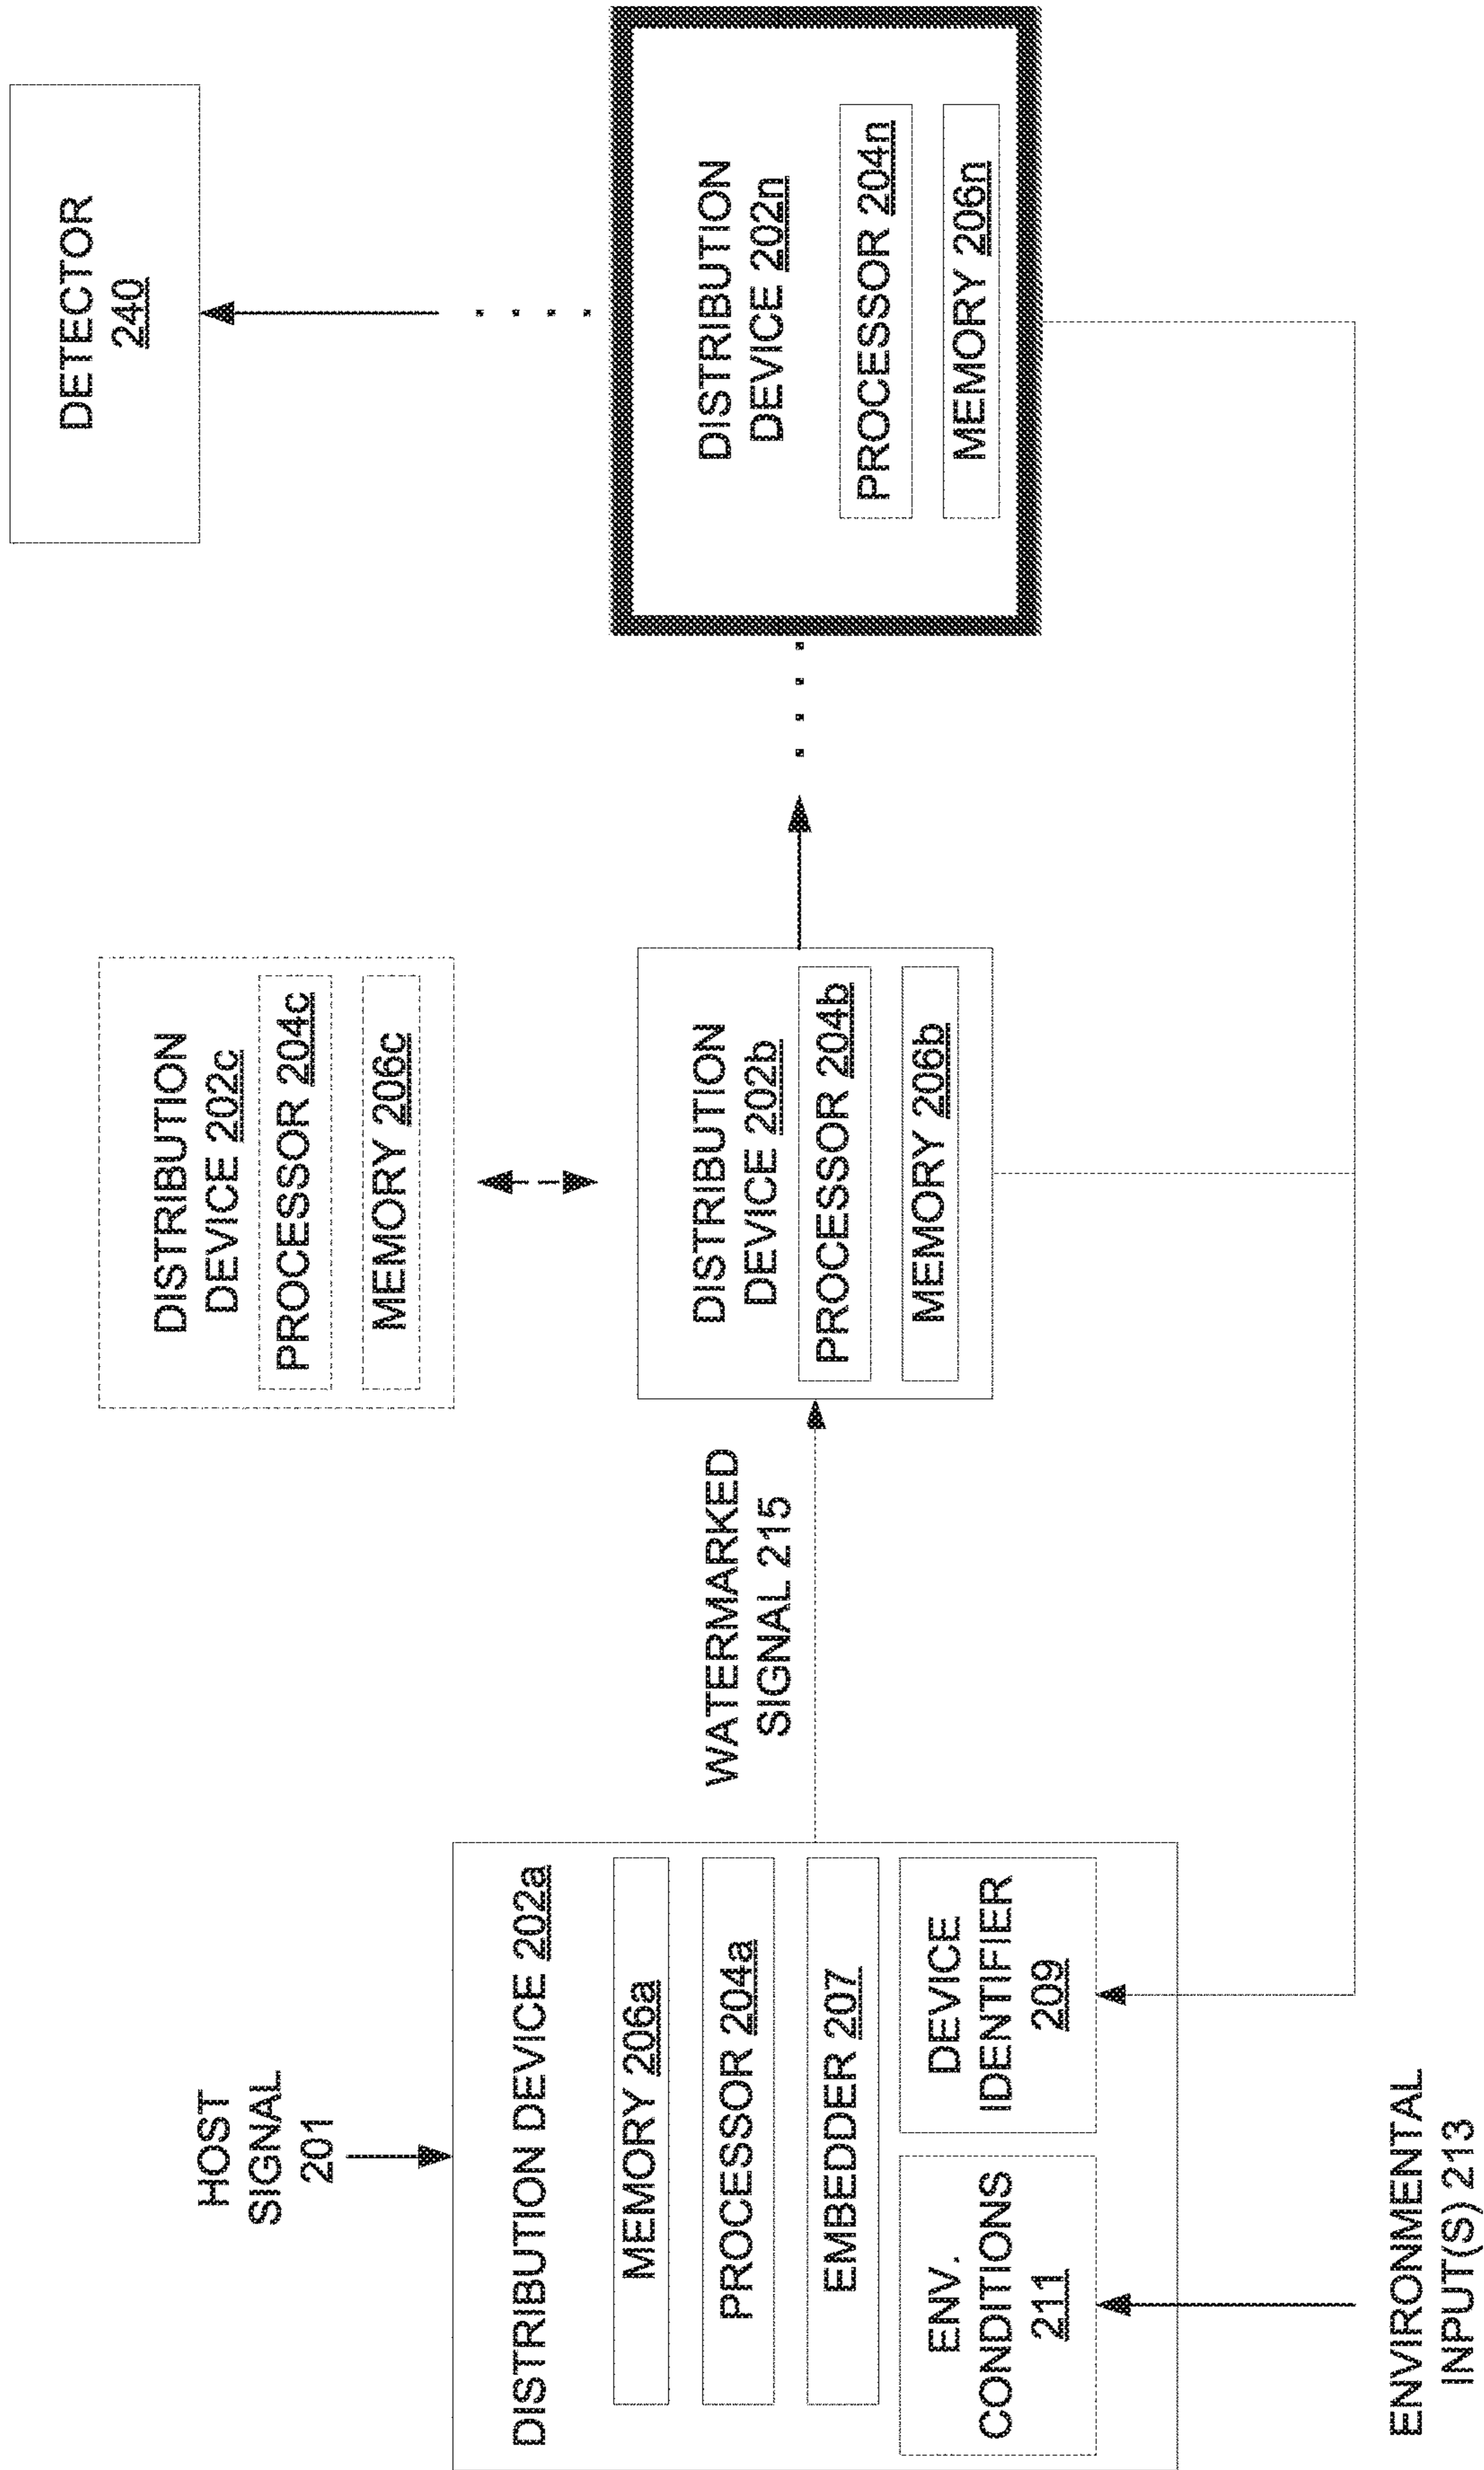 HOST
SIGNAL
201
DISTRIBUTION DEVICE 202a
MEMORY 206a
PROCESSOR 204a
EMBEDDER 207
ENV.
CONDITIONS
211
DEVICE
IDENTIFIER
209
ENVIRONMENTAL
INPUT(S) 213
WATERMARKED
SIGNAL 215
DISTRIBUTION
DEVICE 202c
PROCESSOR 204c
MEMORY 206c
DISTRIBUTION
DEVICE 202b
PROCESSOR 204b
MEMORY 206b
DETECTOR
240
DISTRIBUTION
DEVICE 202n
PROCESSOR 204n
MEMORY 206n